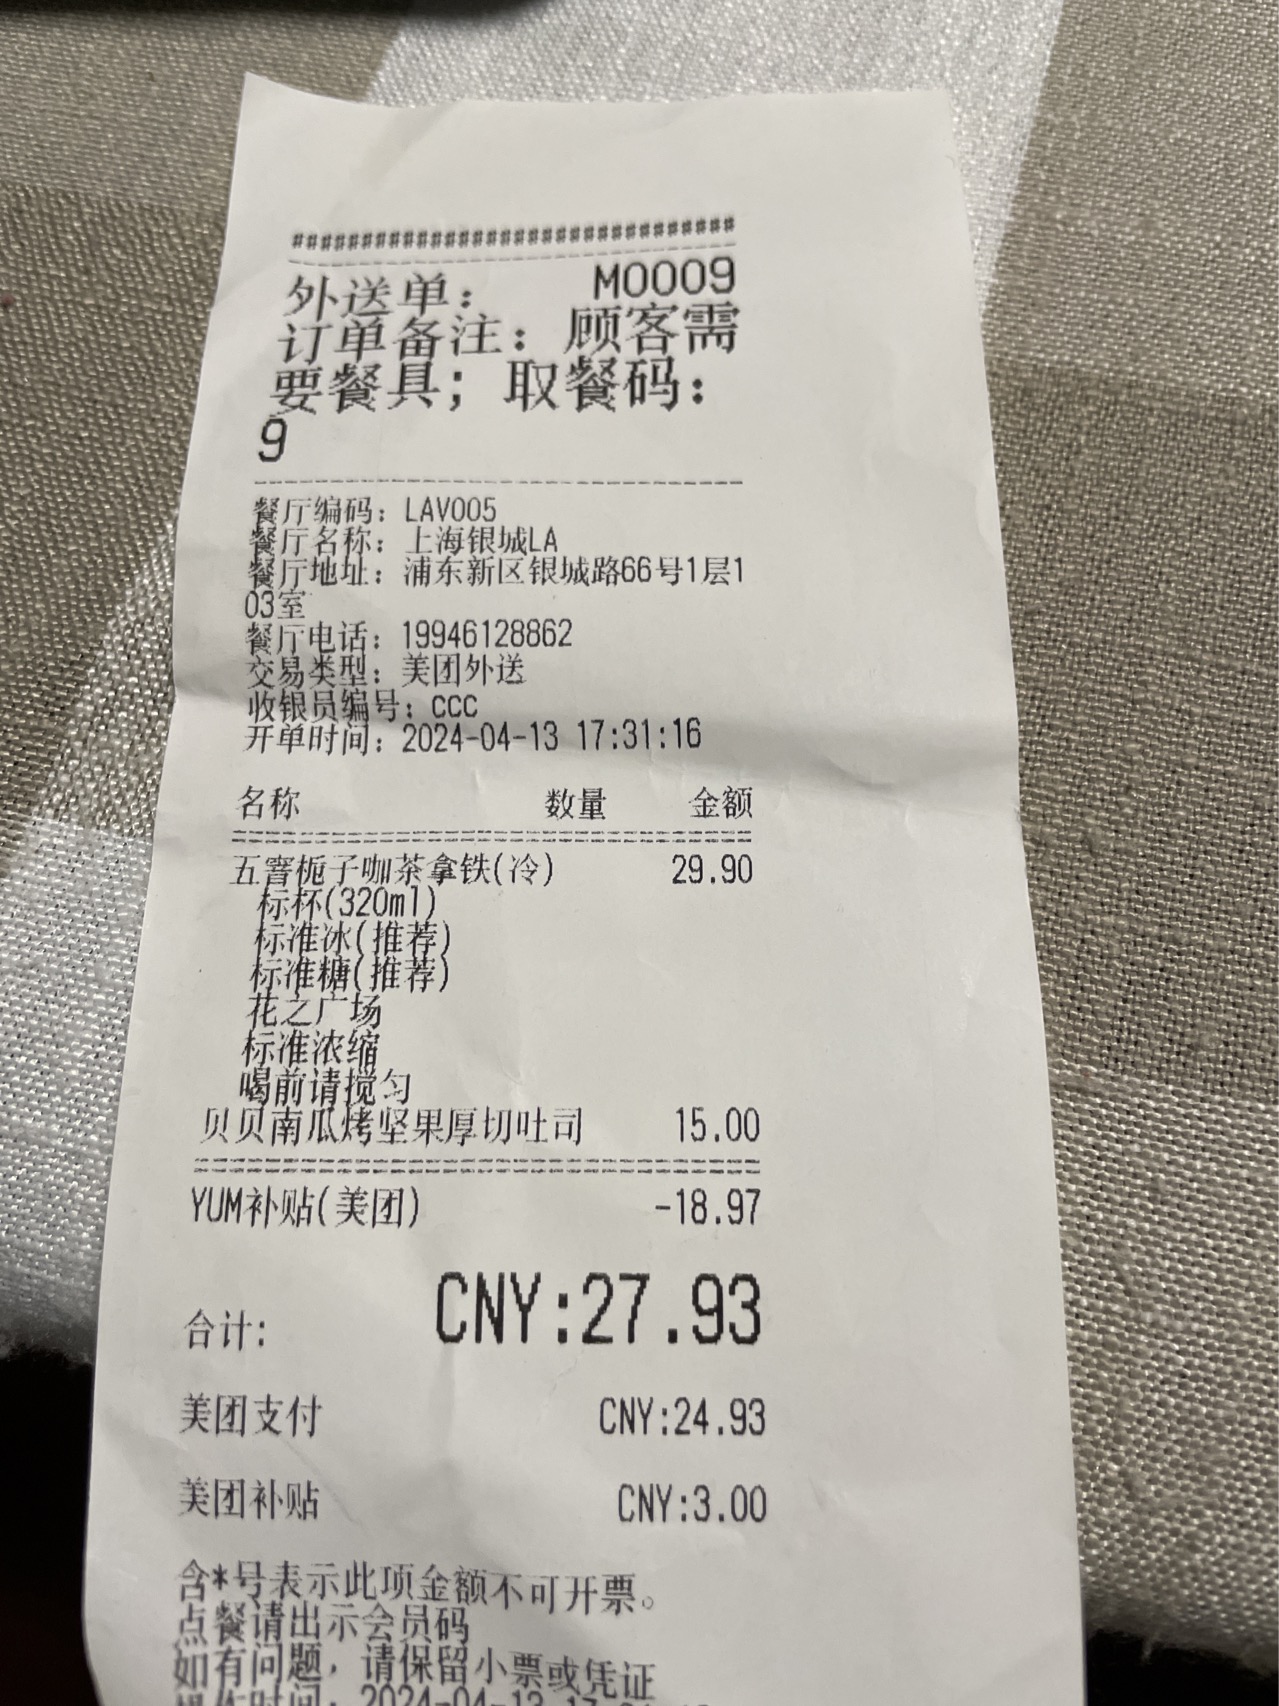 ################################
外送单: M0009
订单备注: 顾客需
要餐具; 取餐码:
9
餐厅编码: LAV005
餐厅名称: 上海银城LA
餐厅地址: 浦东新区银城路66号1层1
03室
餐厅电话: 19946128862
交易类型: 美团外送
收银员编号: ccc
开单时间: 2024-04-13 17:31:16
名称 数量 金额
五窨栀子咖茶拿铁(冷) 29.90
标杯(320ml)
标准冰(推荐)
标准糖(推荐)
花之广场
标准浓缩
喝前请搅匀
贝贝南瓜烤坚果厚切吐司 15.00
YUM补贴(美团) -18.97
合计: CNY:27.93
美团支付 CNY:24.93
美团补贴 CNY:3.00
含*号表示此项金额不可开票。
点餐请出示会员码
如有问题, 请保留小票或凭证
时间: 2024-04-13